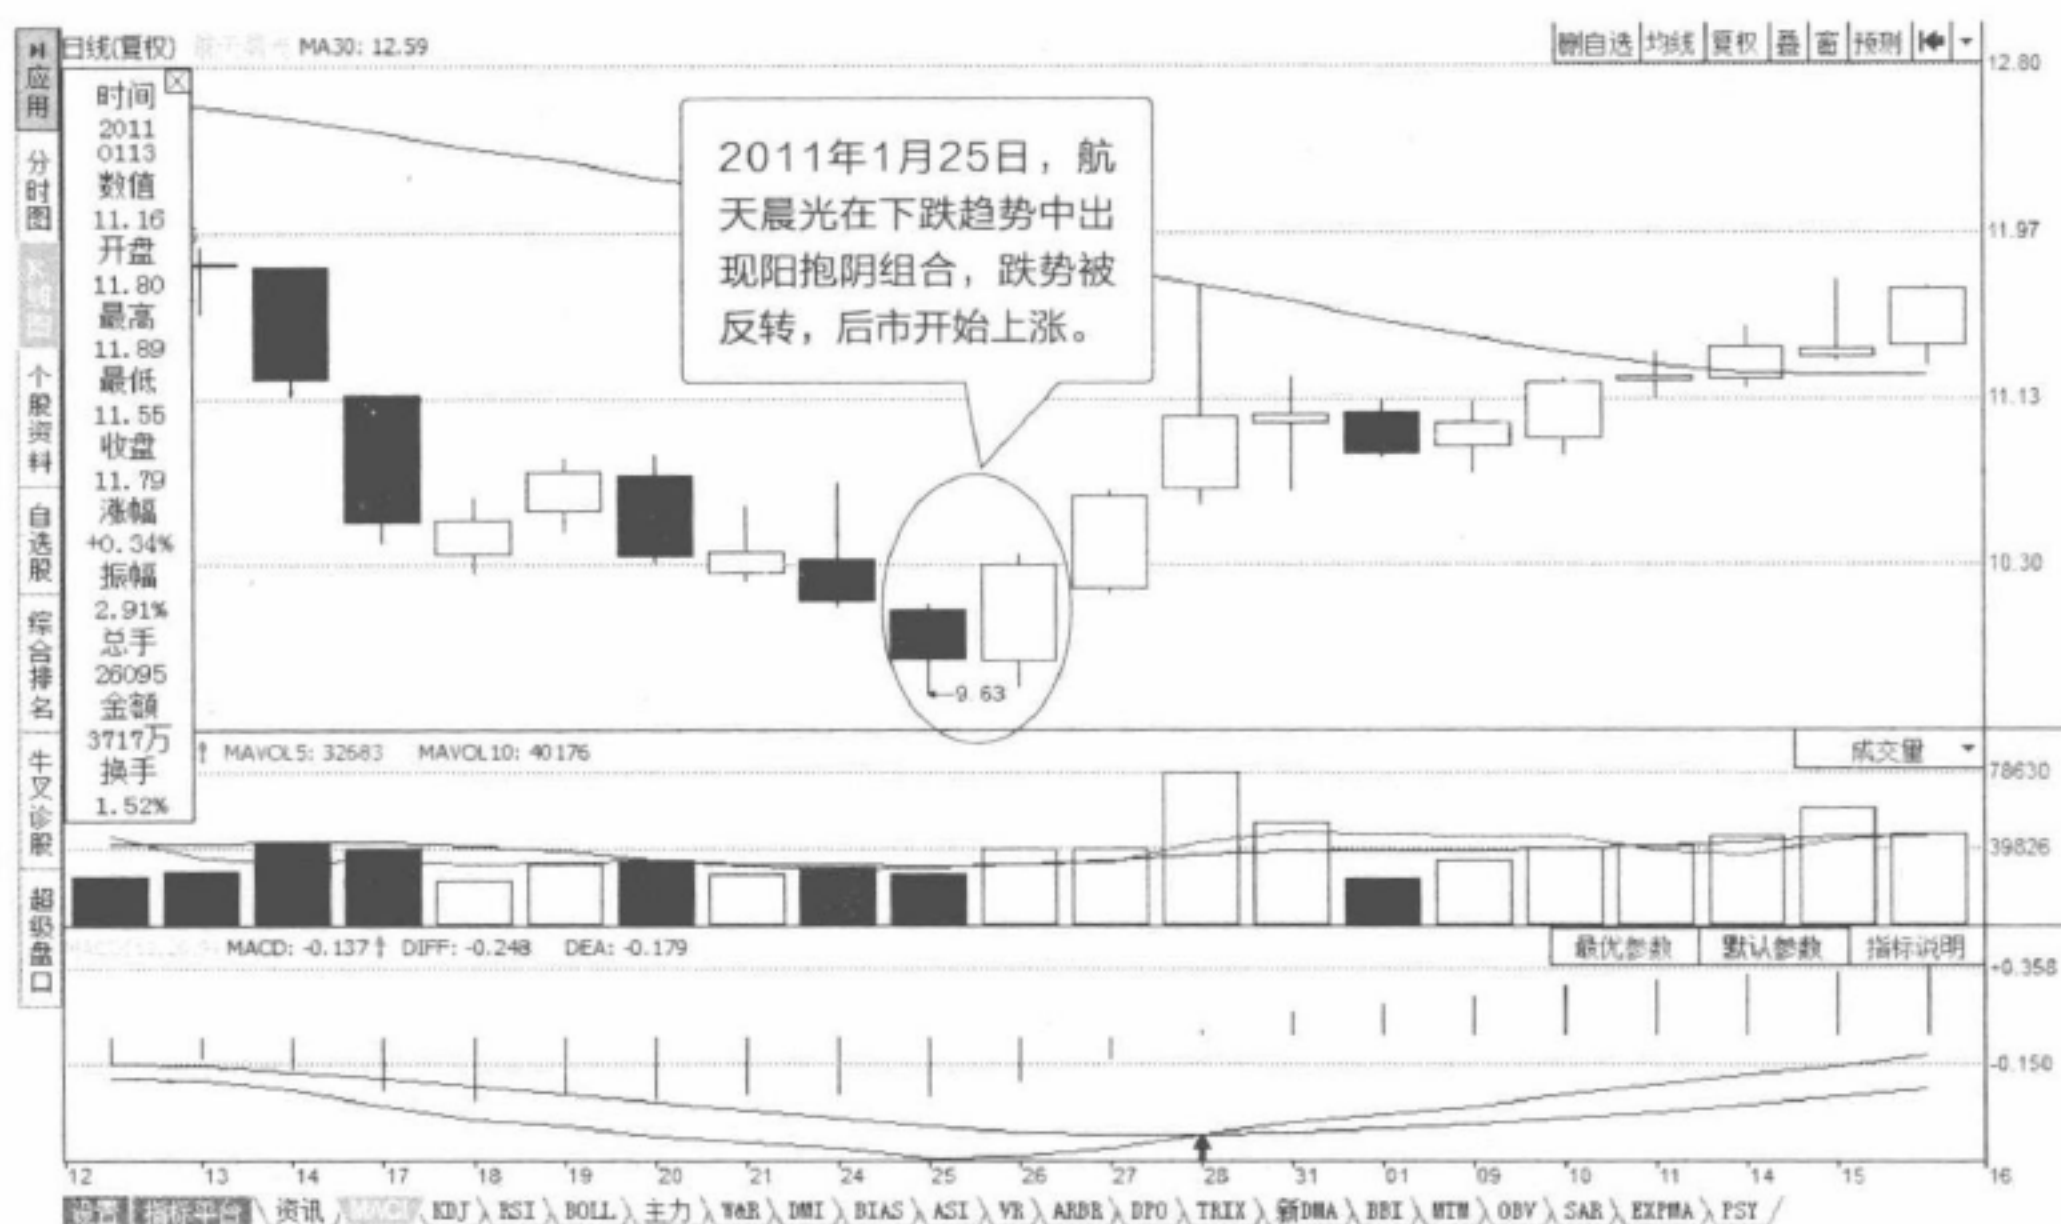 日线(复权) MA30: 12.59
删自选 均线 复权 叠 窗 预测
应用
分时图
个股资料
自选股
综合排名
牛叉诊股
超级盘口
时间
2011
0113
数值
11.16
开盘
11.80
最高
11.89
最低
11.55
收盘
11.79
涨幅
+0.34%
振幅
2.91%
总手
26095
金额
3717万
换手
1.52%
2011年1月25日，航
天晨光在下跌趋势中出
现阳抱阴组合，跌势被
反转，后市开始上涨。
12.80
11.97
11.13
10.30
9.63
MAVOL5: 32683 MAVOL10: 40176
成交量
78630
39826
MACD: -0.137↑ DIFF: -0.248 DEA: -0.179
最优参数 默认参数 指标说明
+0.358
-0.150
12 13 14 17 18 19 20 21 24 25 26 27 28 31 01 09 10 11 14 15 16
设置 指标平台 资讯 MACD KDJ RSI BOLL 主力 W&R DMI BIAS ASI VR ARBR DPO TRIX 新DMA BBI MTM OBV SAR EXPMA PSY